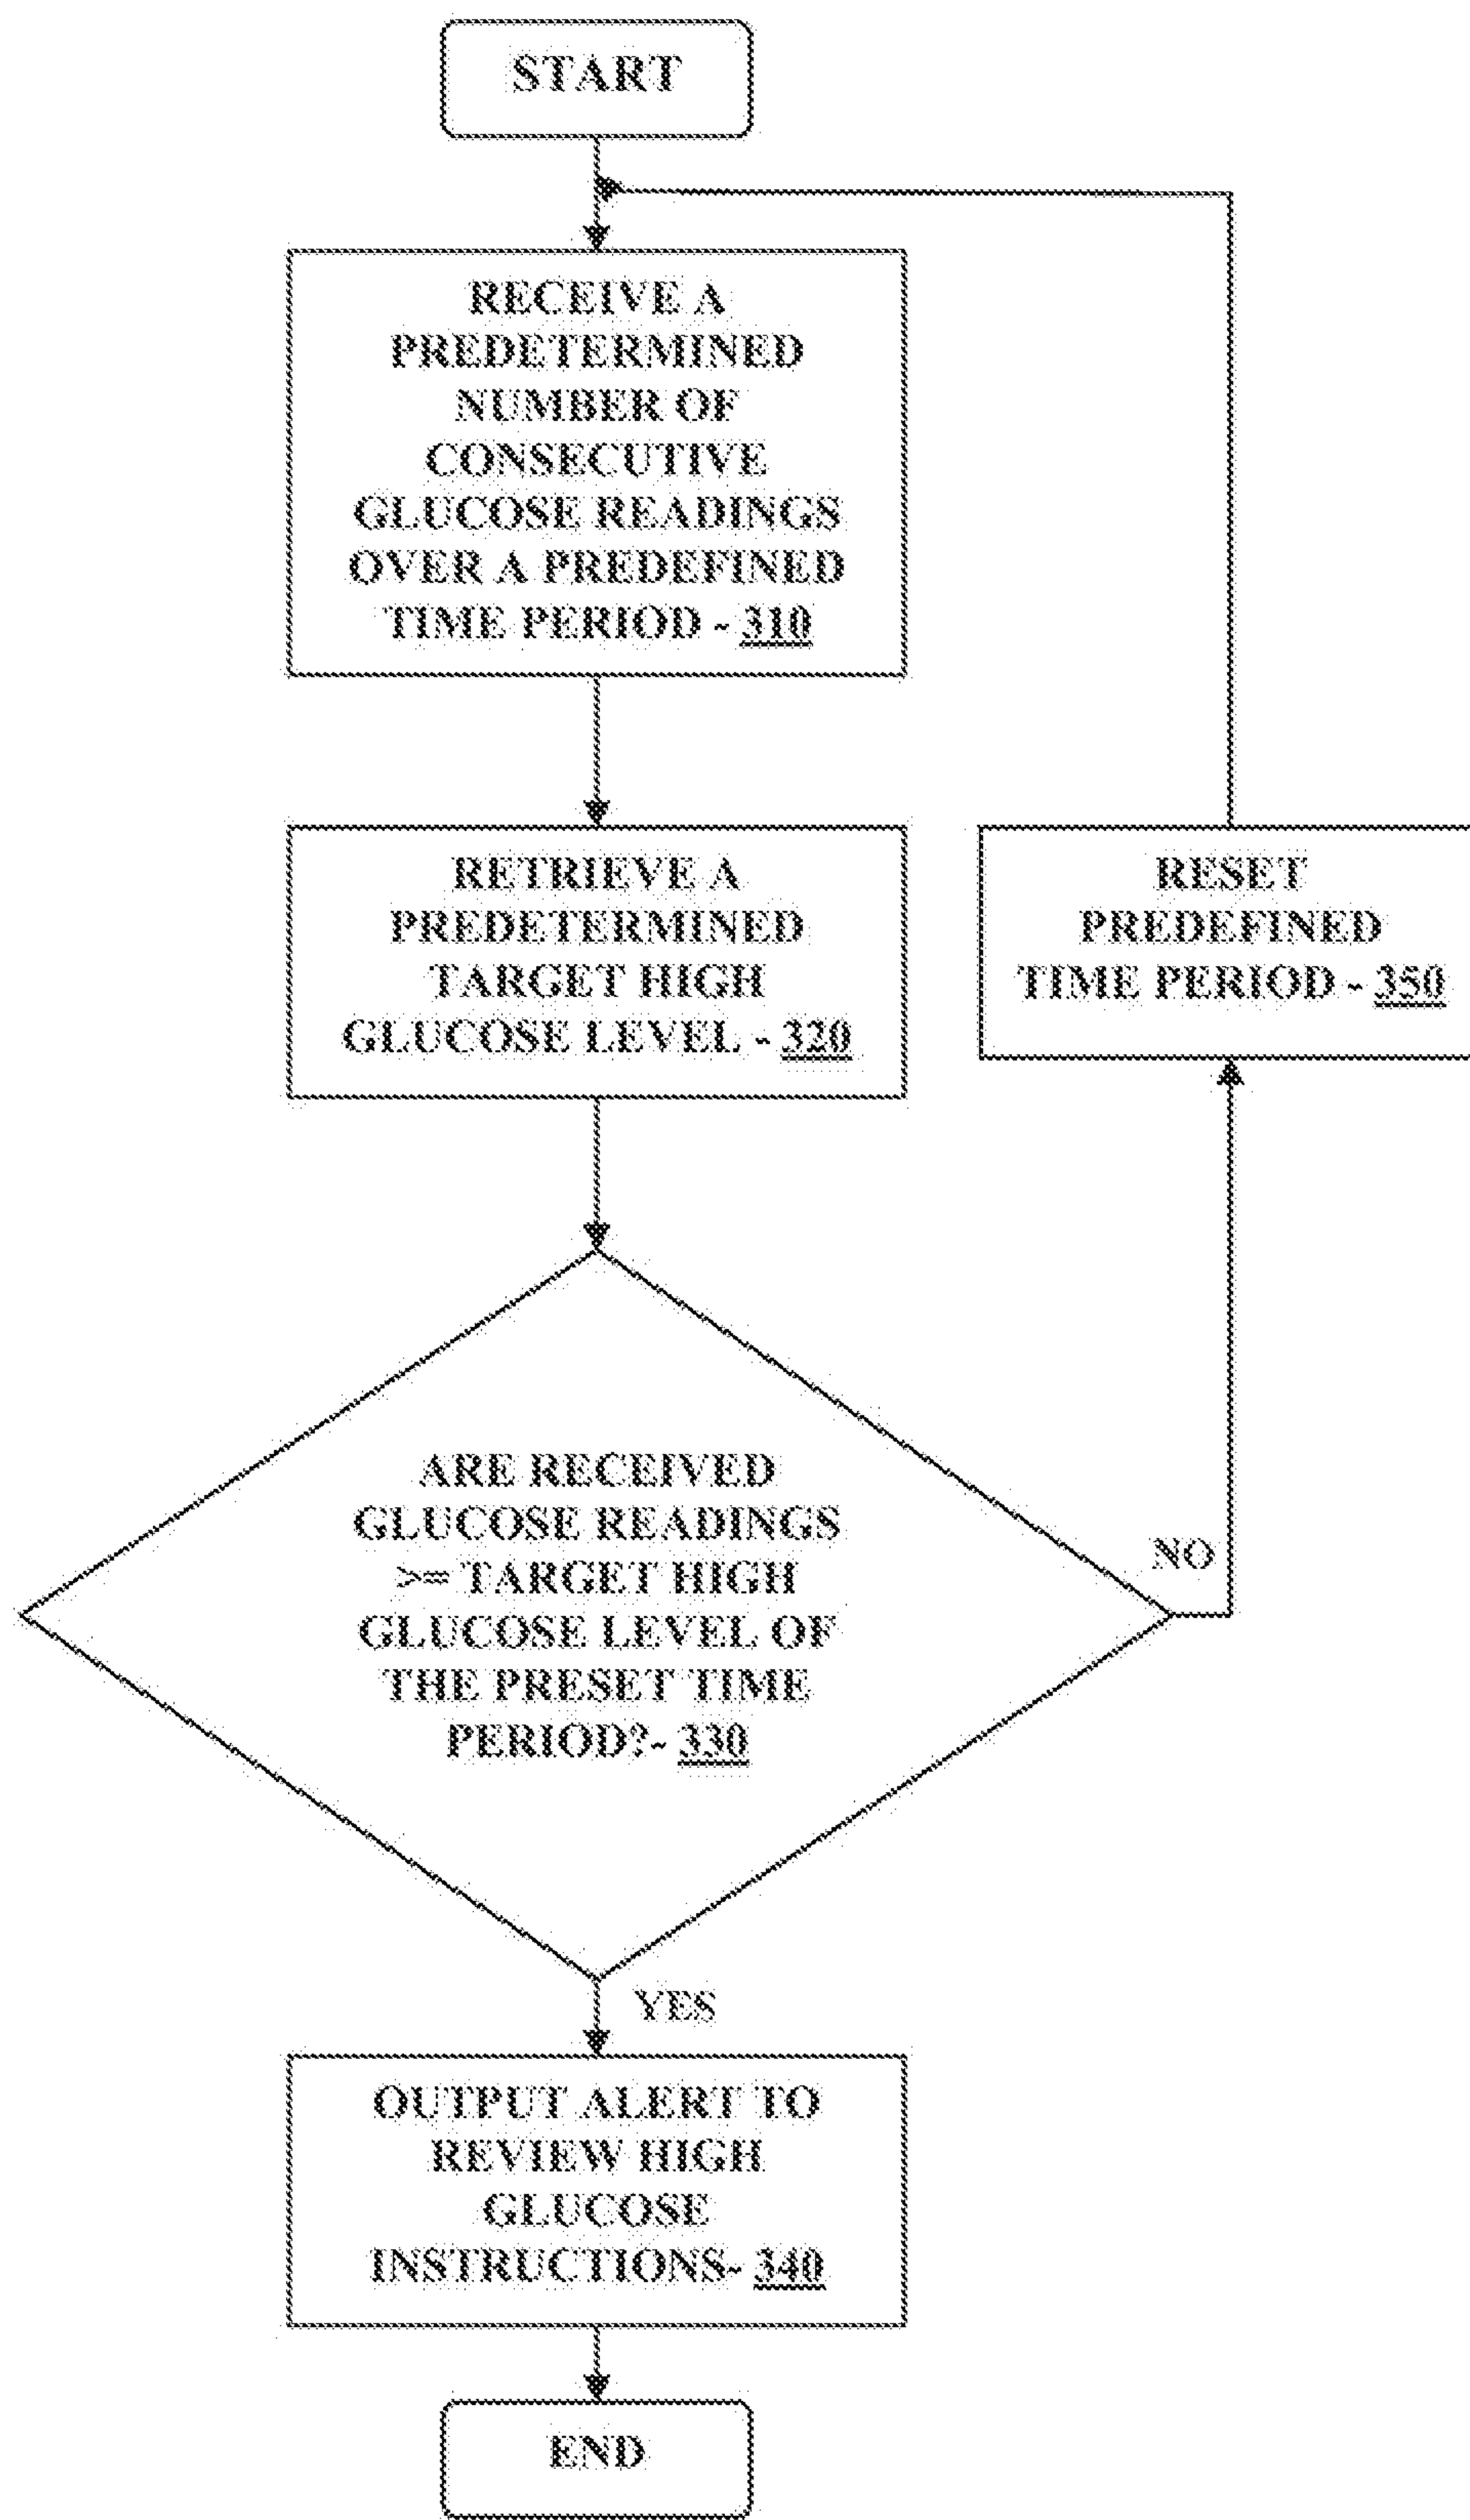 START
RECEIVE A
PREDETERMINED
NUMBER OF
CONSECUTIVE
GLUCOSE READINGS
OVER A PREDEFINED
TIME PERIOD - 310
RETRIEVE A
PREDETERMINED
TARGET HIGH
GLUCOSE LEVEL - 320
RESET
PREDEFINED
TIME PERIOD - 350
ARE RECEIVED
GLUCOSE READINGS
>= TARGET HIGH
GLUCOSE LEVEL OF
THE PRESET TIME
PERIOD?- 330
NO
YES
OUTPUT ALERT TO
REVIEW HIGH
GLUCOSE
INSTRUCTIONS- 340
END